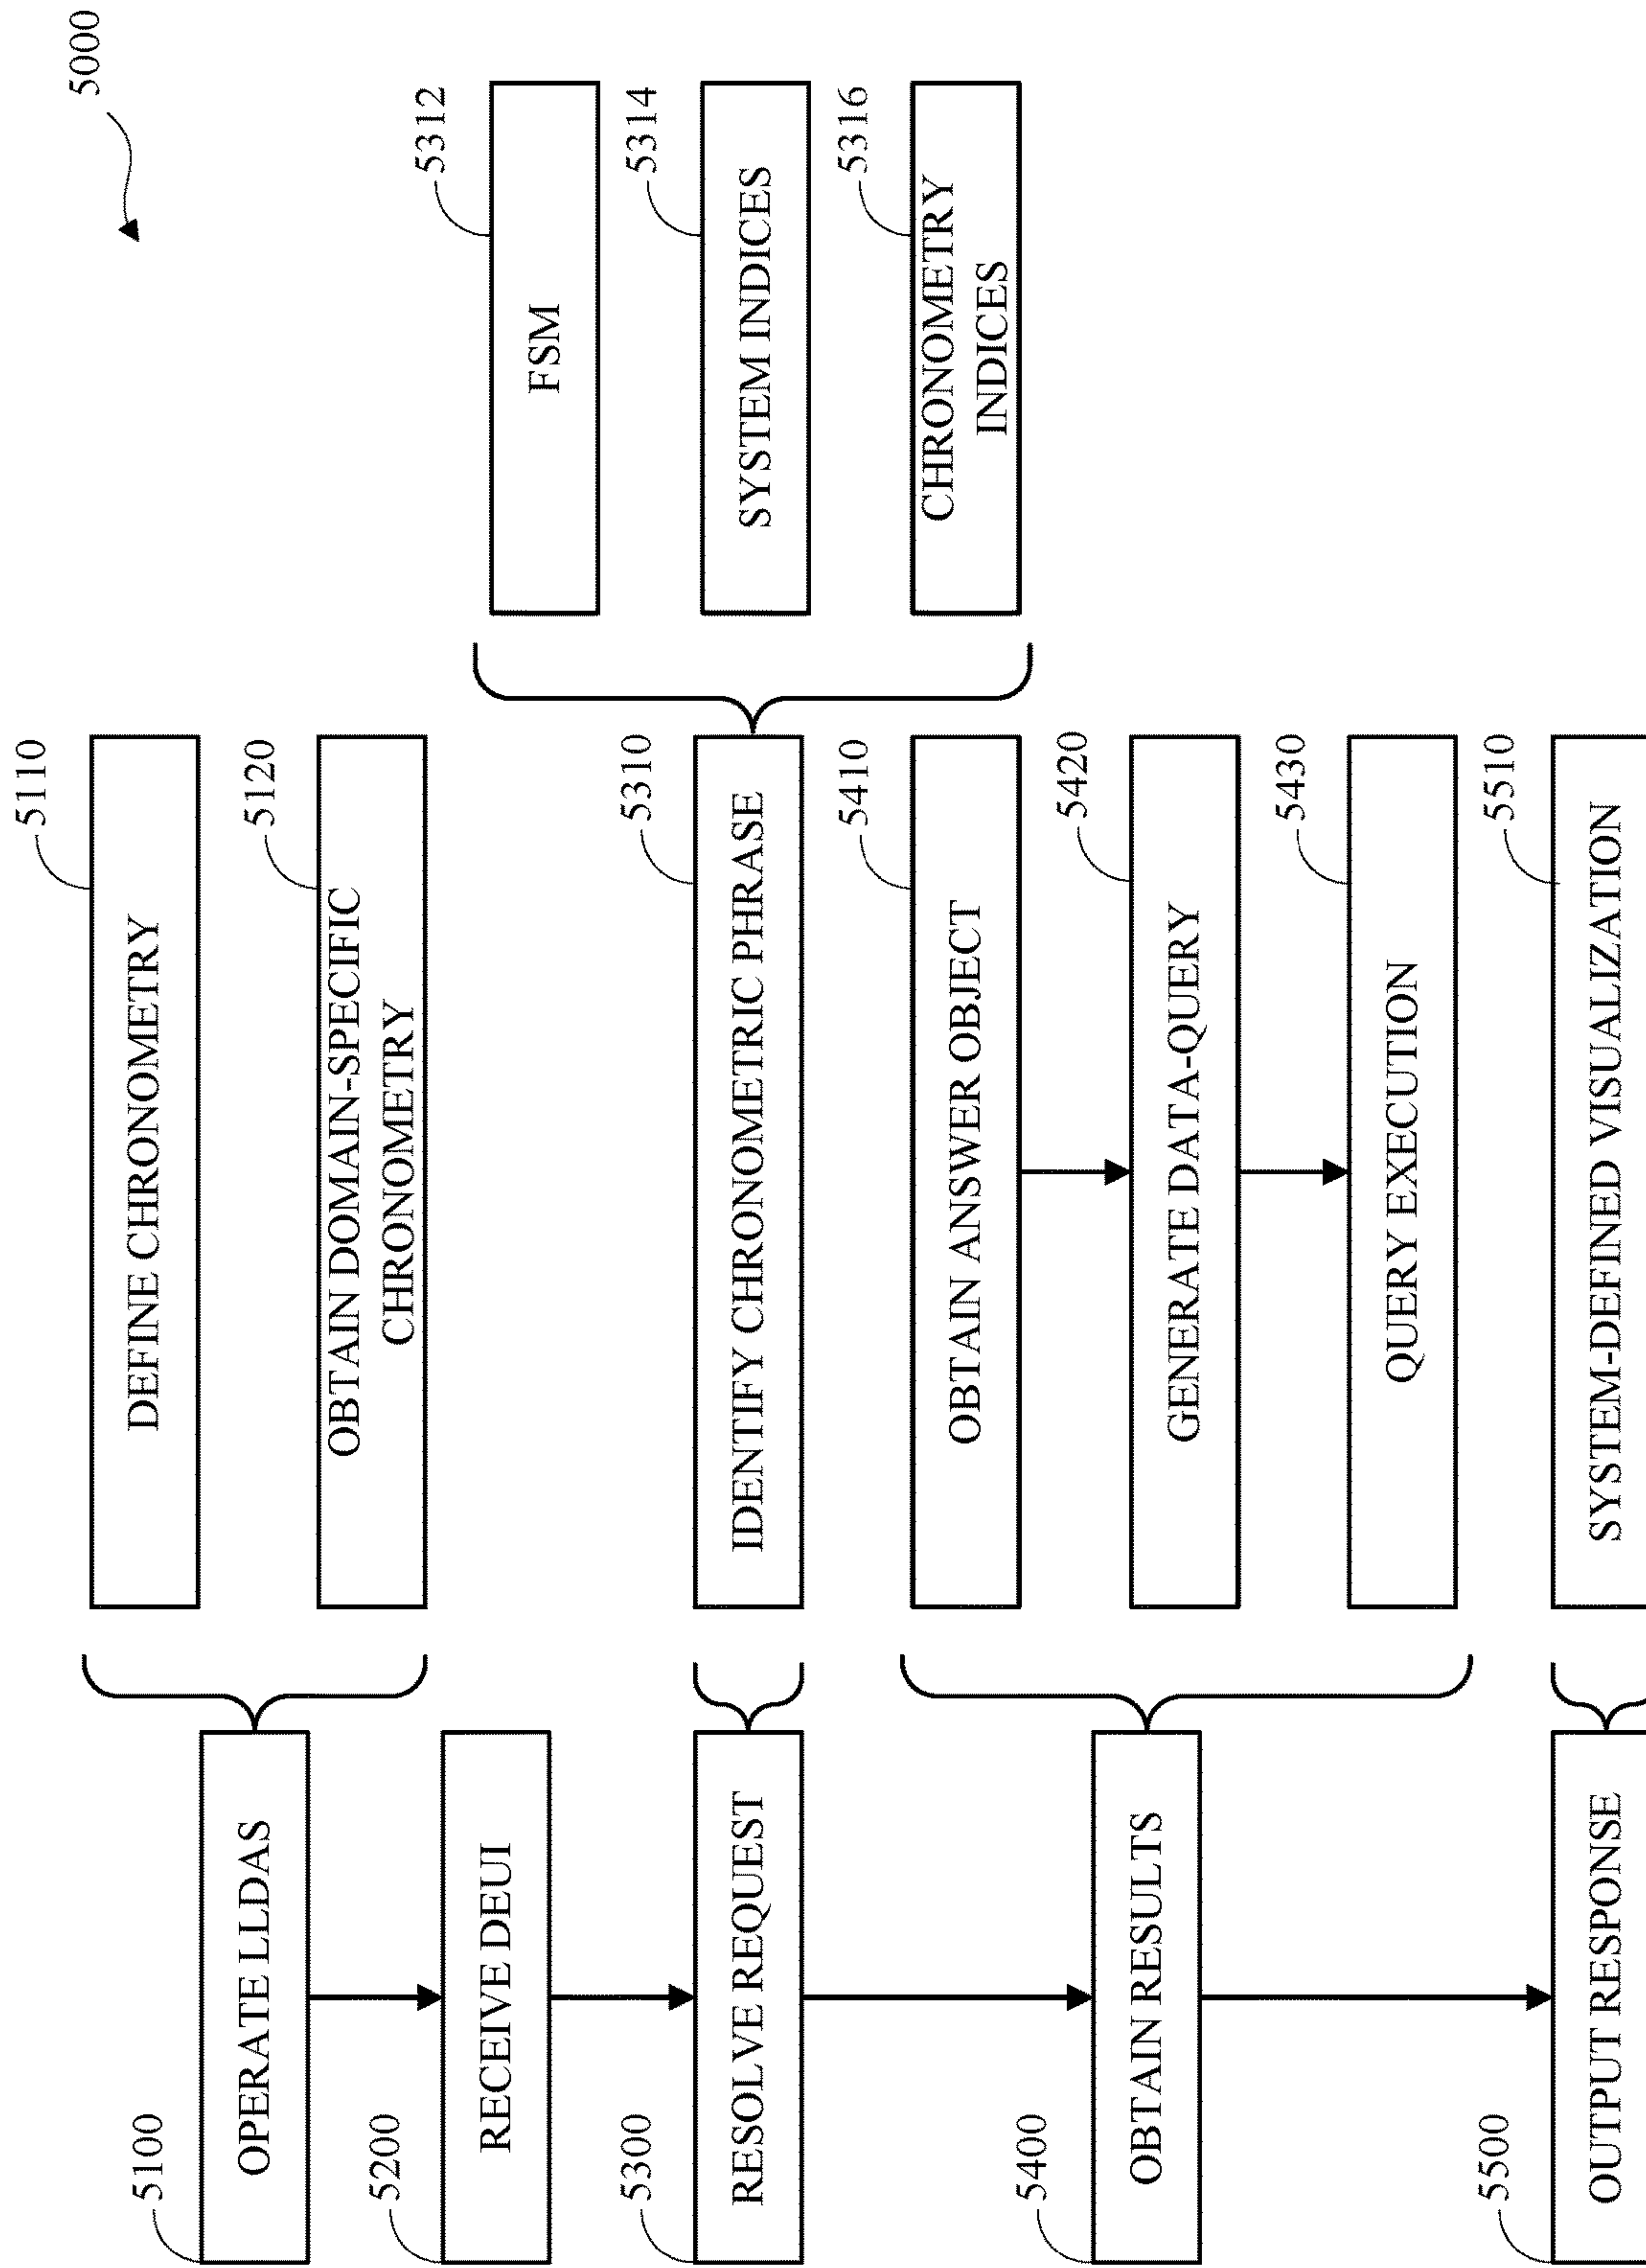 5000
5100
OPERATE LLDAS
5110
DEFINE CHRONOMETRY
5120
OBTAIN DOMAIN-SPECIFIC
CHRONOMETRY
5200
RECEIVE DEUI
5300
RESOLVE REQUEST
5310
IDENTIFY CHRONOMETRIC PHRASE
5312
FSM
5314
SYSTEM INDICES
5316
CHRONOMETRY
INDICES
5400
OBTAIN RESULTS
5410
OBTAIN ANSWER OBJECT
5420
GENERATE DATA-QUERY
5430
QUERY EXECUTION
5500
OUTPUT RESPONSE
5510
SYSTEM-DEFINED VISUALIZATION